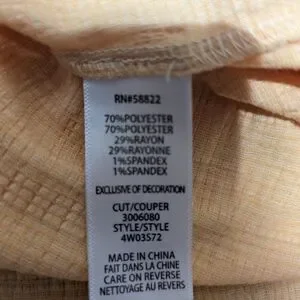 RN#58822
70%POLYESTER
70%POLYESTER
29%RAYON
29%RAYONNE
1%SPANDEX
1%SPANDEX
EXCLUSIVE OF DECORATION
CUT/COUPER
3006080
STYLE/STYLE
4W03S72
MADE IN CHINA
FAIT DANS LA CHINE
CARE ON REVERSE
NETTOYAGE AU REVERS